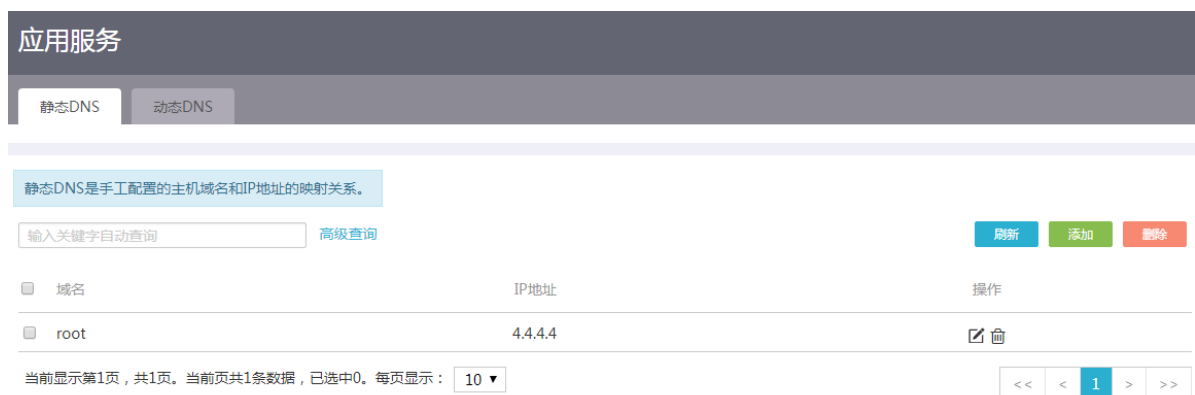 应用服务
静态DNS 动态DNS
静态DNS是手工配置的主机域名和IP地址的映射关系。
输入关键字自动查询 高级查询 刷新 添加 删除
域名 IP地址 操作
root 4.4.4.4
当前显示第1页，共1页。当前页共1条数据，已选中0。每页显示： 10 << < 1 > >>